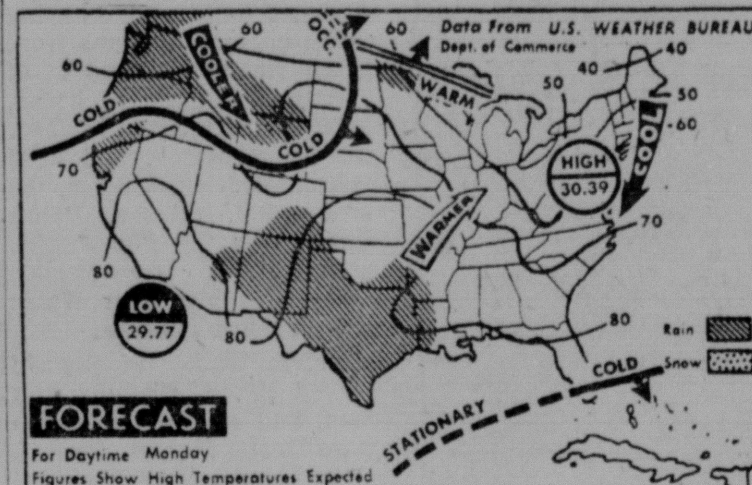 Data From U.S. WEATHER BUREAU
Dept. of Commerce
60
60
60
40
40
50
50
60
70
70
80
80
80
COOLER
OCC.
WARM
COLD
COLD
COOL
HIGH
30.39
WARMER
LOW
29.77
Rain
Snow
COLD
STATIONARY
FORECAST
For Daytime Monday
Figures Show High Temperatures Expected